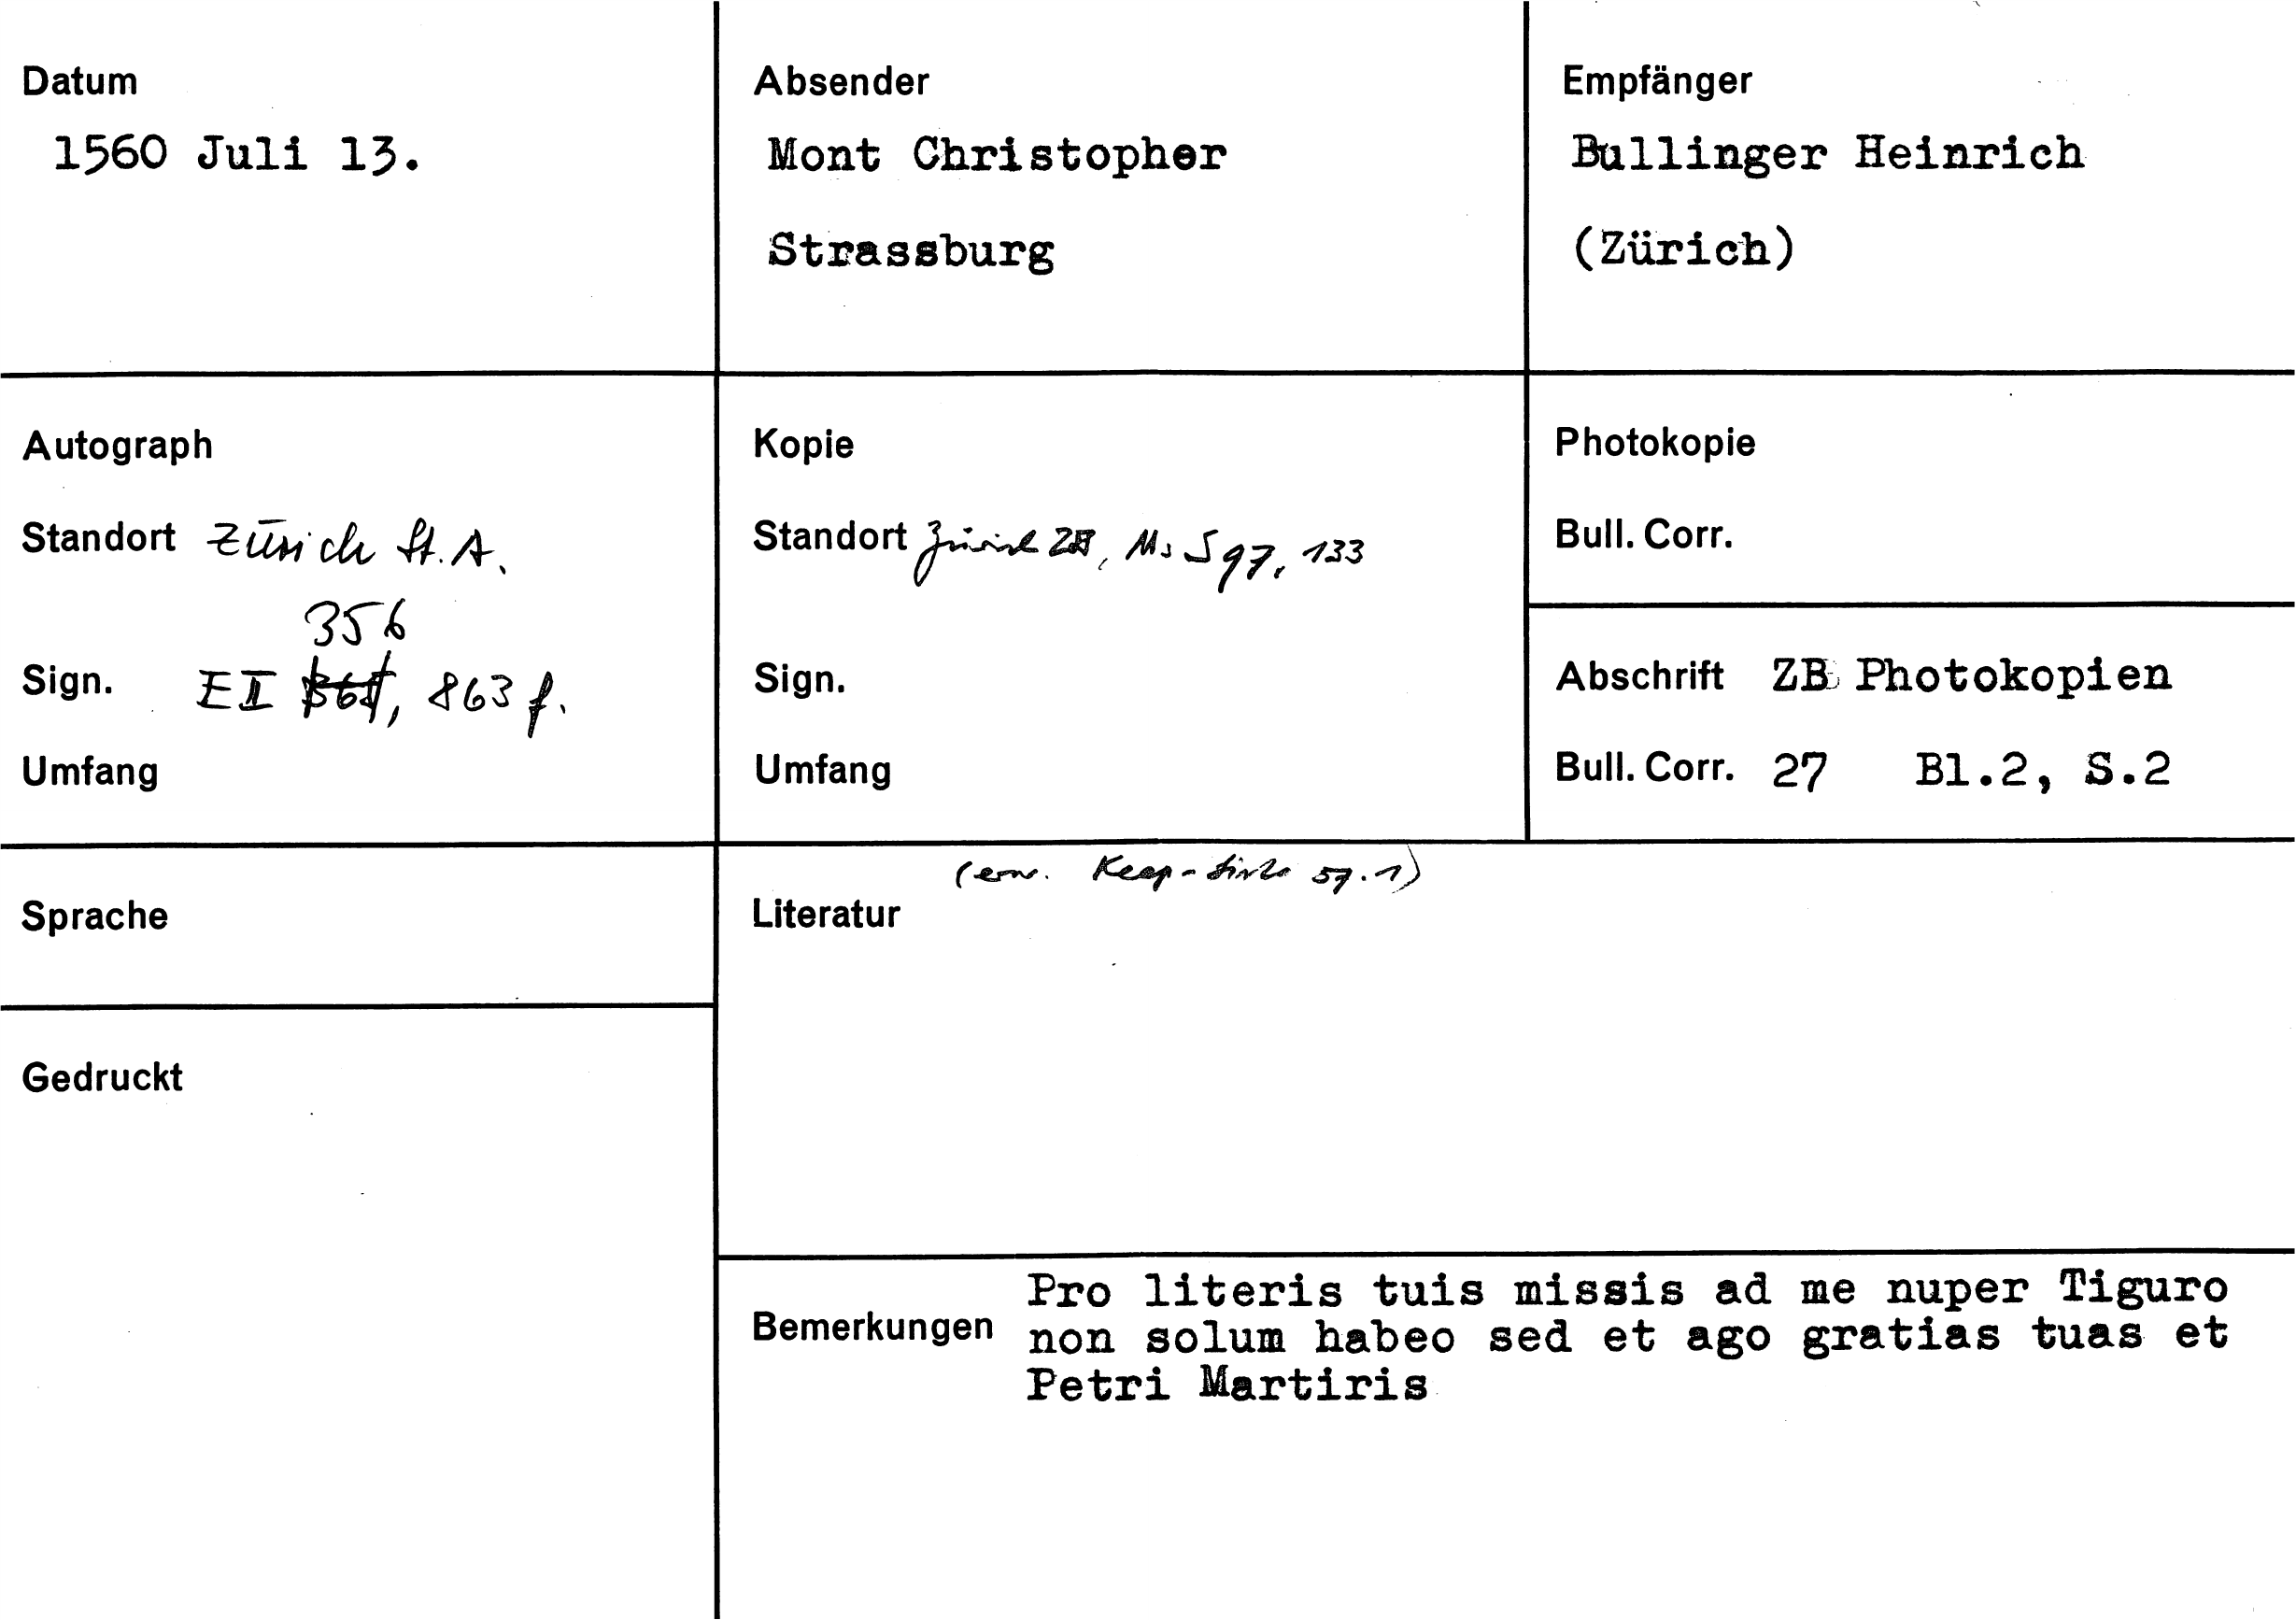 Datum
1560 Juli 13.
Absender
Mont Christopher
Strassburg
Empfänger
Bullinger Heinrich
(Zürich)
Autograph
Standort Zürich St. A.
356
Sign. E II , 863 f.
Umfang
Kopie
Standort Zürich ZB, Ms S 97, 133
Sign.
Umfang
Photokopie
Bull. Corr.
Abschrift ZB Photokopien
Bull. Corr. 27 Bl.2, S.2
Sprache
Gedruckt
(erw. 57. 1)
Literatur
Bemerkungen
Pro literis tuis missis ad me nuper Tiguro
non solum habeo sed et ago gratias tuas et
Petri Martiris